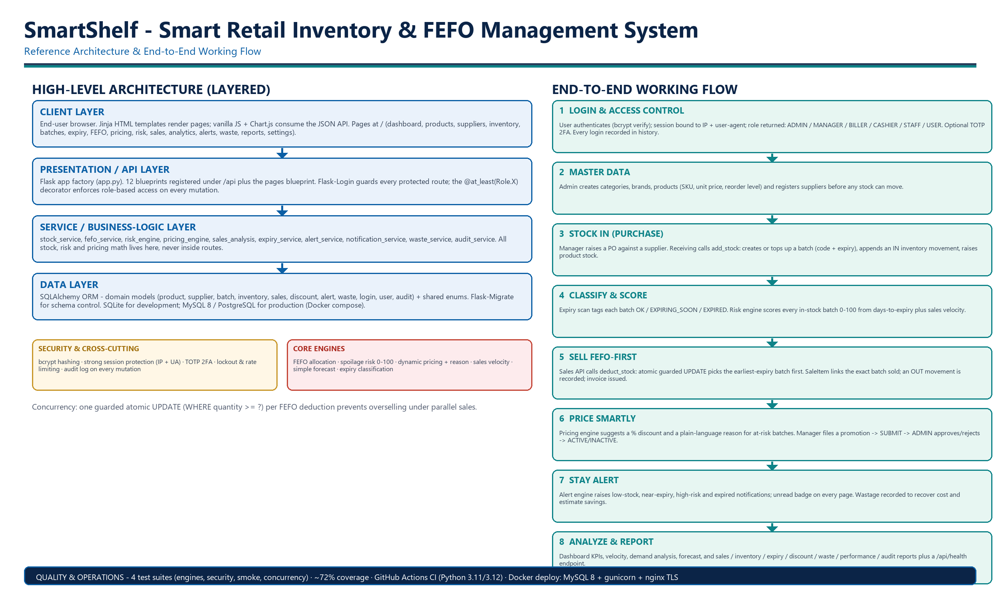 SmartShelf - Smart Retail Inventory & FEFO Management System
Reference Architecture & End-to-End Working Flow
HIGH-LEVEL ARCHITECTURE (LAYERED)
CLIENT LAYER
End-user browser. Jinja HTML templates render pages; vanilla JS + Chart.js consume the JSON API. Pages at / (dashboard, products, suppliers, inventory,
batches, expiry, FEFO, pricing, risk, sales, analytics, alerts, waste, reports, settings).
PRESENTATION / API LAYER
Flask app factory (app.py). 12 blueprints registered under /api plus the pages blueprint. Flask-Login guards every protected route; the @at_least(Role.X)
decorator enforces role-based access on every mutation.
SERVICE / BUSINESS-LOGIC LAYER
stock_service, fefo_service, risk_engine, pricing_engine, sales_analysis, expiry_service, alert_service, notification_service, waste_service, audit_service. All
stock, risk and pricing math lives here, never inside routes.
DATA LAYER
SQLAlchemy ORM - domain models (product, supplier, batch, inventory, sales, discount, alert, waste, login, user, audit) + shared enums. Flask-Migrate
for schema control. SQLite for development; MySQL 8 / PostgreSQL for production (Docker compose).
SECURITY & CROSS-CUTTING
bcrypt hashing · strong session protection (IP + UA) · TOTP 2FA · lockout & rate
limiting · audit log on every mutation
CORE ENGINES
FEFO allocation · spoilage risk 0-100 · dynamic pricing + reason · sales velocity ·
simple forecast · expiry classification
Concurrency: one guarded atomic UPDATE (WHERE quantity >= ?) per FEFO deduction prevents overselling under parallel sales.
END-TO-END WORKING FLOW
1 LOGIN & ACCESS CONTROL
User authenticates (bcrypt verify); session bound to IP + user-agent; role returned: ADMIN / MANAGER / BILLER / CASHIER / STAFF / USER. Optional TOTP
2FA. Every login recorded in history.
2 MASTER DATA
Admin creates categories, brands, products (SKU, unit price, reorder level) and registers suppliers before any stock can move.
3 STOCK IN (PURCHASE)
Manager raises a PO against a supplier. Receiving calls add_stock: creates or tops up a batch (code + expiry), appends an IN inventory movement, raises
product stock.
4 CLASSIFY & SCORE
Expiry scan tags each batch OK / EXPIRING_SOON / EXPIRED. Risk engine scores every in-stock batch 0-100 from days-to-expiry plus sales velocity.
5 SELL FEFO-FIRST
Sales API calls deduct_stock: atomic guarded UPDATE picks the earliest-expiry batch first. SaleItem links the exact batch sold; an OUT movement is
recorded; invoice issued.
6 PRICE SMARTLY
Pricing engine suggests a % discount and a plain-language reason for at-risk batches. Manager files a promotion -> SUBMIT -> ADMIN approves/rejects
-> ACTIVE/INACTIVE.
7 STAY ALERT
Alert engine raises low-stock, near-expiry, high-risk and expired notifications; unread badge on every page. Wastage recorded to recover cost and
estimate savings.
8 ANALYZE & REPORT
Dashboard KPIs, velocity, demand analysis, forecast, and sales / inventory / expiry / discount / waste / performance / audit reports plus a /api/health
endpoint.
QUALITY & OPERATIONS - 4 test suites (engines, security, smoke, concurrency) · ~72% coverage · GitHub Actions CI (Python 3.11/3.12) · Docker deploy: MySQL 8 + gunicorn + nginx TLS